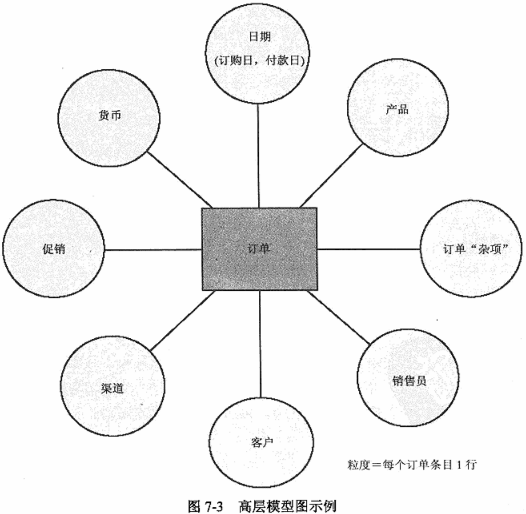 日期
(订购日，付款日)
货币
产品
促销
订单
订单“杂项”
渠道
销售员
客户
粒度＝每个订单条目1行
图 7-3 高层模型图示例